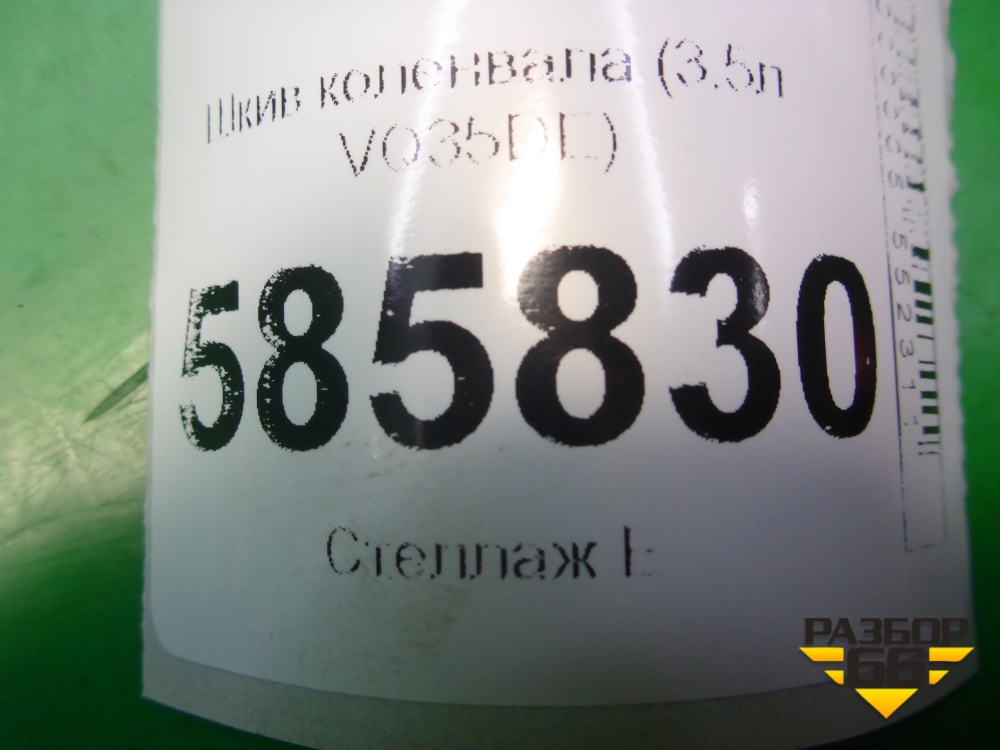 Шкив коленвала (3.5л
VQ35DE)
585830
Стеллаж E
РАЗБОР
66